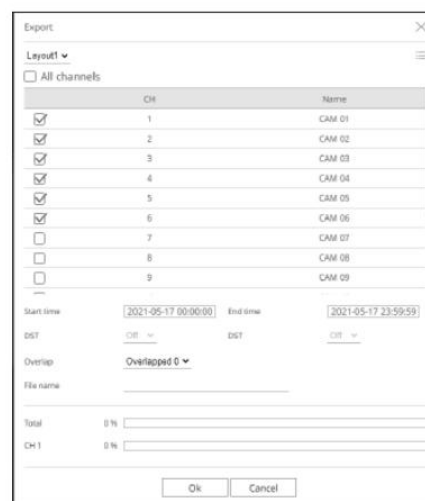 Export
Layout1
All channels
CH Name
1 CAM 01
2 CAM 02
3 CAM 03
4 CAM 04
5 CAM 05
6 CAM 06
7 CAM 07
8 CAM 08
9 CAM 09
Start time 2021-05-17 00:00:00 End time 2021-05-17 23:59:59
DST Off DST Off
Overlap Overlapped 0
File name
Total 0 %
CH 1 0 %
Ok Cancel